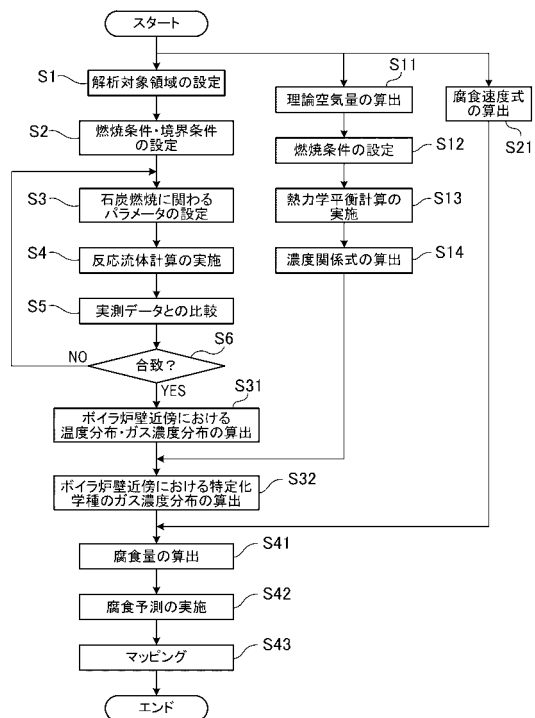 スタート
S1
解析対象領域の設定
S2
燃焼条件・境界条件
の設定
S3
石炭燃焼に関わる
パラメータの設定
S4
反応流体計算の実施
S5
実測データとの比較
S6
合致？
NO
YES
S11
理論空気量の算出
S12
燃焼条件の設定
S13
熱力学平衡計算の
実施
S14
濃度関係式の算出
腐食速度式
の算出
S21
S31
ボイラ炉壁近傍における
温度分布・ガス濃度分布の算出
S32
ボイラ炉壁近傍における特定化
学種のガス濃度分布の算出
S41
腐食量の算出
S42
腐食予測の実施
S43
マッピング
エンド